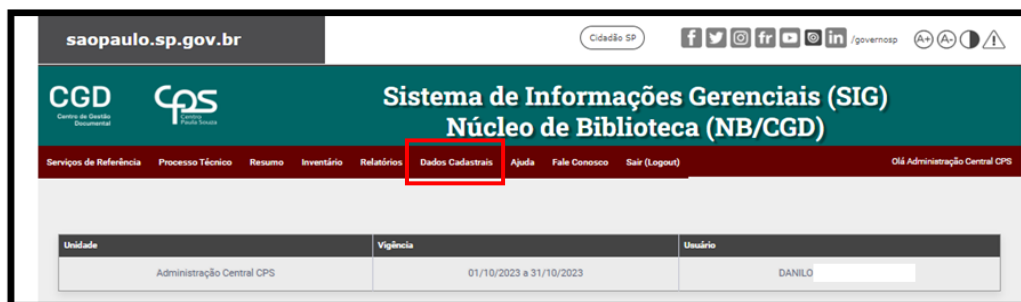 saopaulo.sp.gov.br
Cidadão SP
/governosp
A+ A-
CGD
Centro de Gestão
Documental
CPS
Centro
Paula Souza
Sistema de Informações Gerenciais (SIG)
Núcleo de Biblioteca (NB/CGD)
Serviços de Referência Processo Técnico Resumo Inventário Relatórios Dados Cadastrais Ajuda Fale Conosco Sair (Logout) Olá Administração Central CPS
Unidade Vigência Usuário
Administração Central CPS 01/10/2023 a 31/10/2023 DANILO